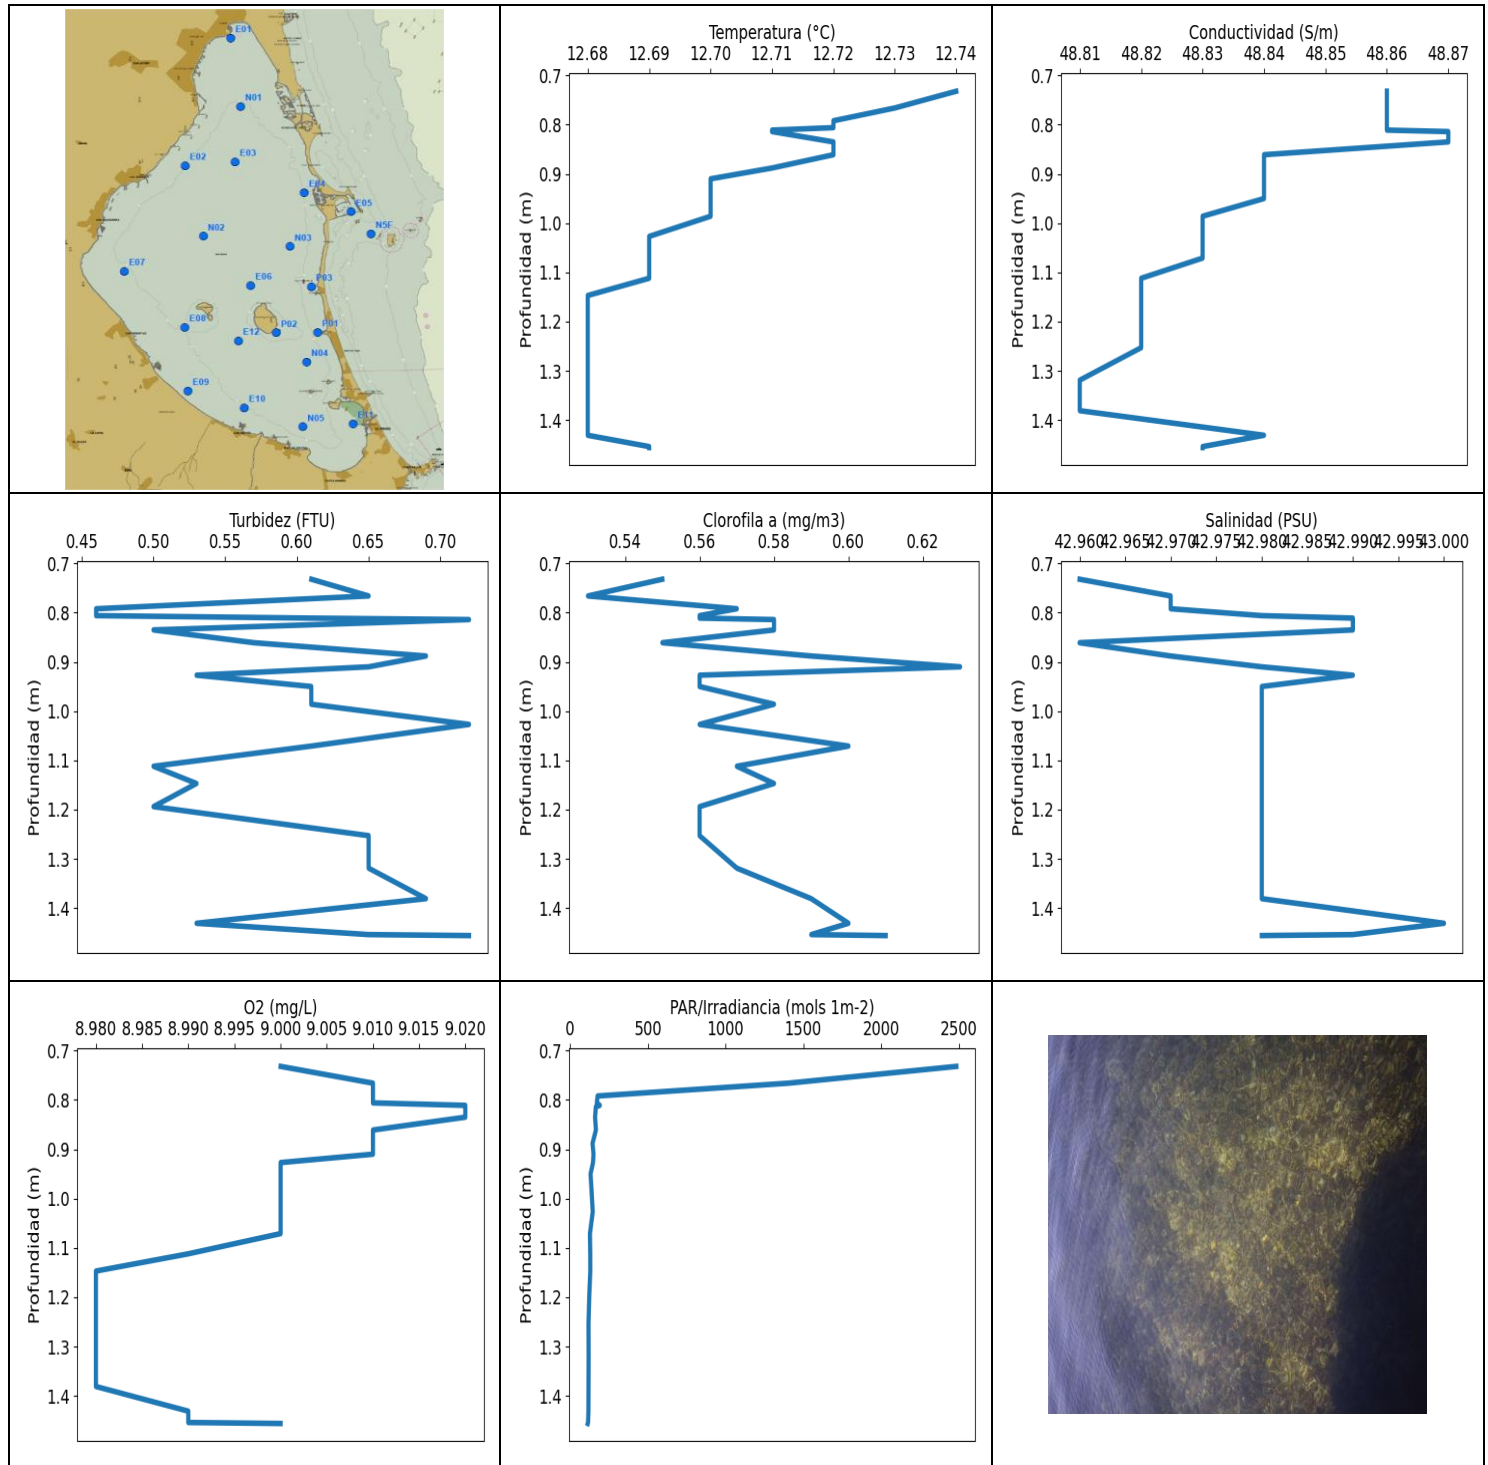 E01
N01
E02
E03
E04
E05
N5E
N02
N03
E07
E06
P03
E08
E12
P02
P01
N04
E09
E10
N05
E11
Temperatura (°C)
12.68 12.69 12.70 12.71 12.72 12.73 12.74
0.7
0.8
0.9
1.0
1.1
1.2
1.3
1.4
Profundidad (m)
Conductividad (S/m)
48.81 48.82 48.83 48.84 48.85 48.86 48.87
0.7
0.8
0.9
1.0
1.1
1.2
1.3
1.4
Profundidad (m)
Turbidez (FTU)
0.45 0.50 0.55 0.60 0.65 0.70
0.7
0.8
0.9
1.0
1.1
1.2
1.3
1.4
Profundidad (m)
Clorofila a (mg/m3)
0.54 0.56 0.58 0.60 0.62
0.7
0.8
0.9
1.0
1.1
1.2
1.3
1.4
Profundidad (m)
Salinidad (PSU)
42.960 42.965 42.970 42.975 42.980 42.985 42.990 42.995 43.000
0.7
0.8
0.9
1.0
1.1
1.2
1.3
1.4
Profundidad (m)
O2 (mg/L)
8.980 8.985 8.990 8.995 9.000 9.005 9.010 9.015 9.020
0.7
0.8
0.9
1.0
1.1
1.2
1.3
1.4
Profundidad (m)
PAR/Irradiancia (mols 1m-2)
0 500 1000 1500 2000 2500
0.7
0.8
0.9
1.0
1.1
1.2
1.3
1.4
Profundidad (m)